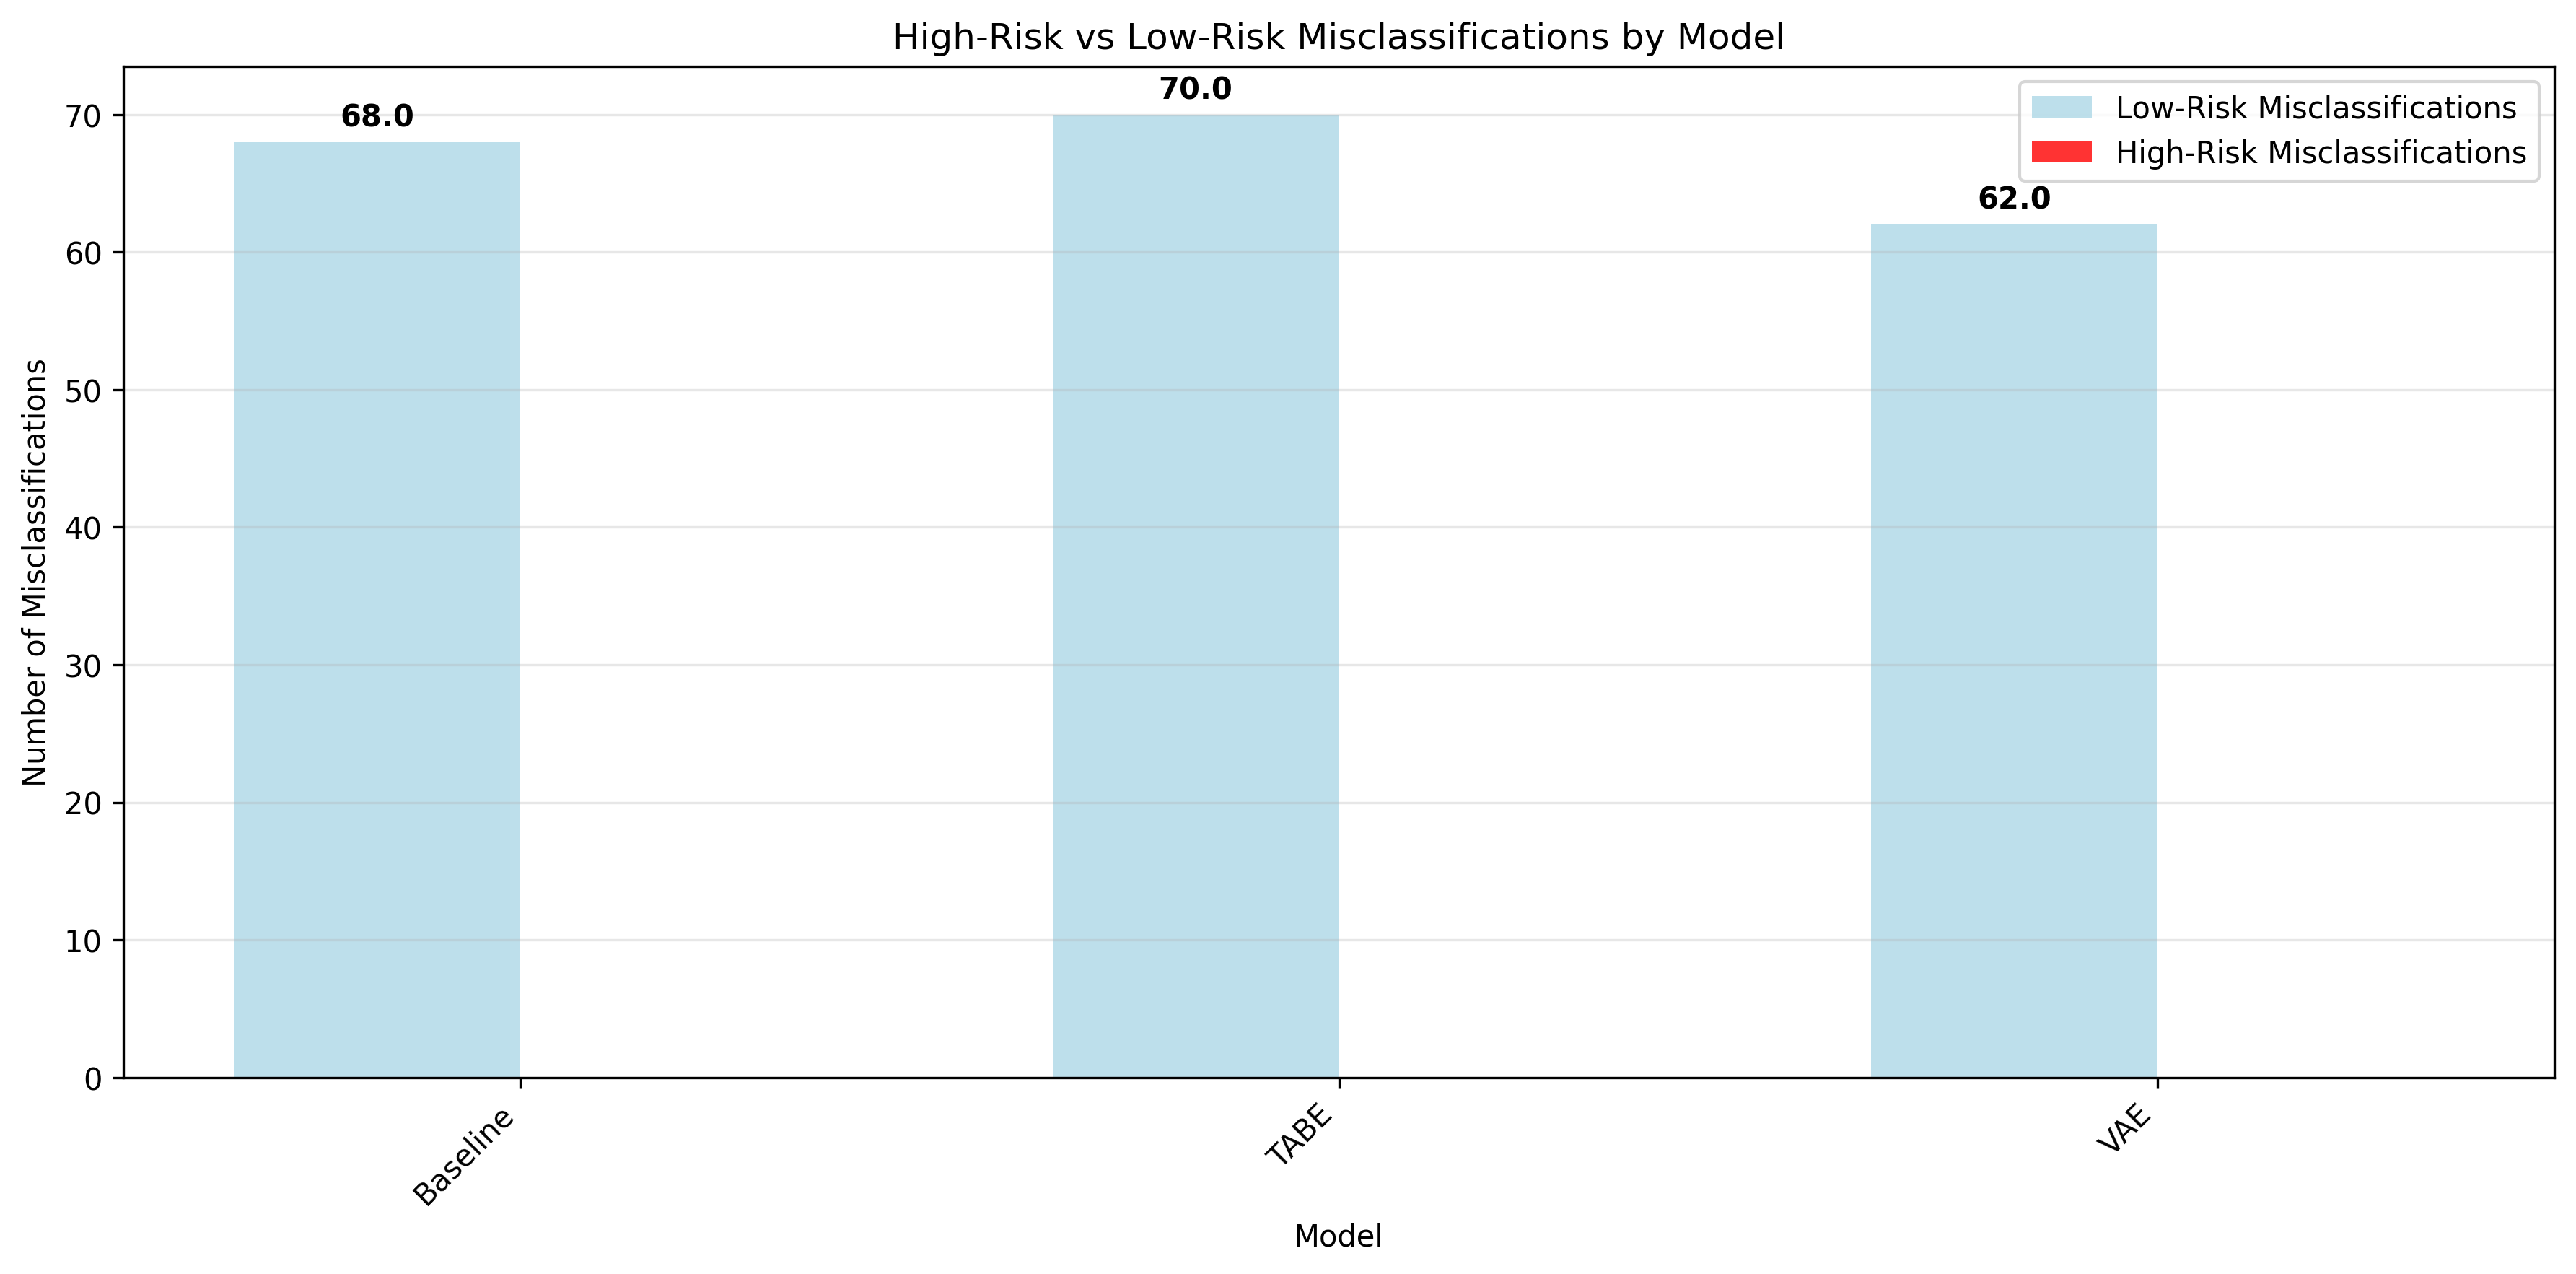 High-Risk vs Low-Risk Misclassifications by Model
Low-Risk Misclassifications
High-Risk Misclassifications
68.0
70.0
62.0
Number of Misclassifications
70
60
50
40
30
20
10
0
Baseline
TABE
VAE
Model